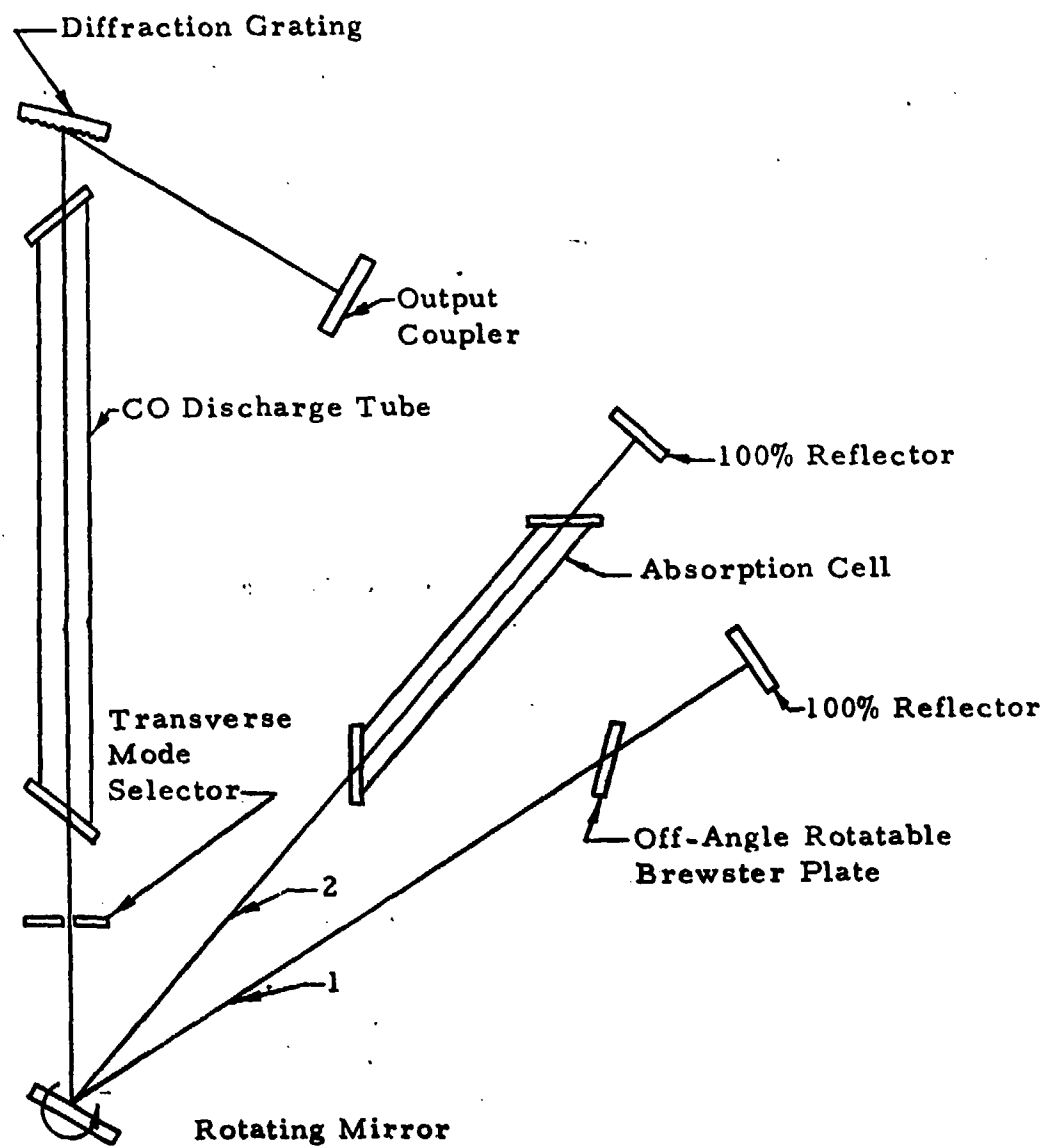 Diffraction Grating
Output
Coupler
CO Discharge Tube
100% Reflector
Absorption Cell
100% Reflector
Transverse
Mode
Selector
Off-Angle Rotatable
Brewster Plate
2
1
Rotating Mirror